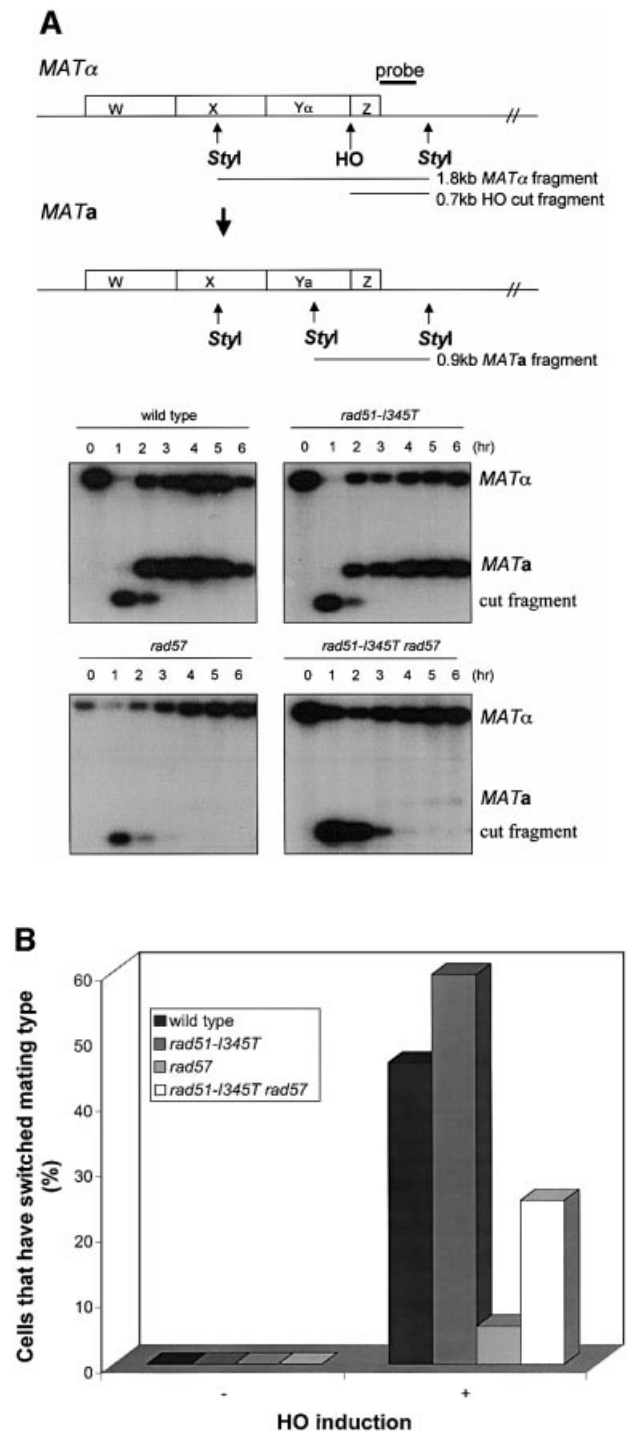 A
MATα
probe
W X Yα Z
StyI HO StyI
1.8kb MATα fragment
0.7kb HO cut fragment
MATa
W X Ya Z
StyI StyI StyI
0.9kb MATa fragment
wild type rad51-I345T
0 1 2 3 4 5 6 0 1 2 3 4 5 6 (hr)
MATα
MATa
cut fragment
rad57 rad51-I345T rad57
0 1 2 3 4 5 6 0 1 2 3 4 5 6 (hr)
MATα
MATa
cut fragment
B
Cells that have switched mating type
(%)
60
50
40
30
20
10
0
wild type
rad51-I345T
rad57
rad51-I345T rad57
- +
HO induction